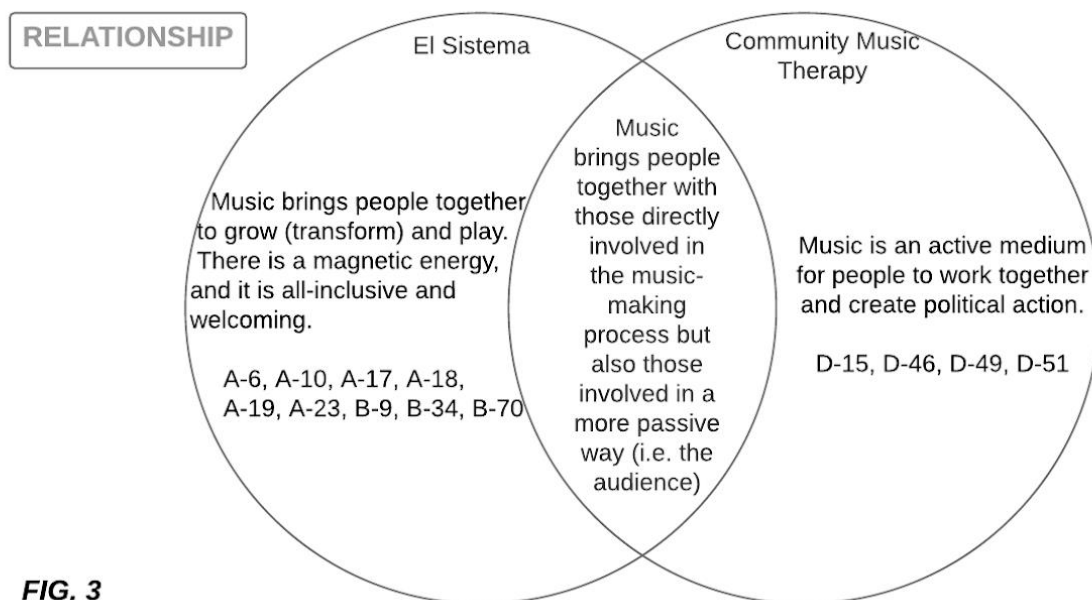 RELATIONSHIP
El Sistema
Community Music
Therapy
Music brings people together
to grow (transform) and play.
There is a magnetic energy,
and it is all-inclusive and
welcoming.
A-6, A-10, A-17, A-18,
A-19, A-23, B-9, B-34, B-70
Music
brings people
together with
those directly
involved in
the music-
making
process but
also those
involved in a
more passive
way (i.e. the
audience)
Music is an active medium
for people to work together
and create political action.
D-15, D-46, D-49, D-51
FIG. 3